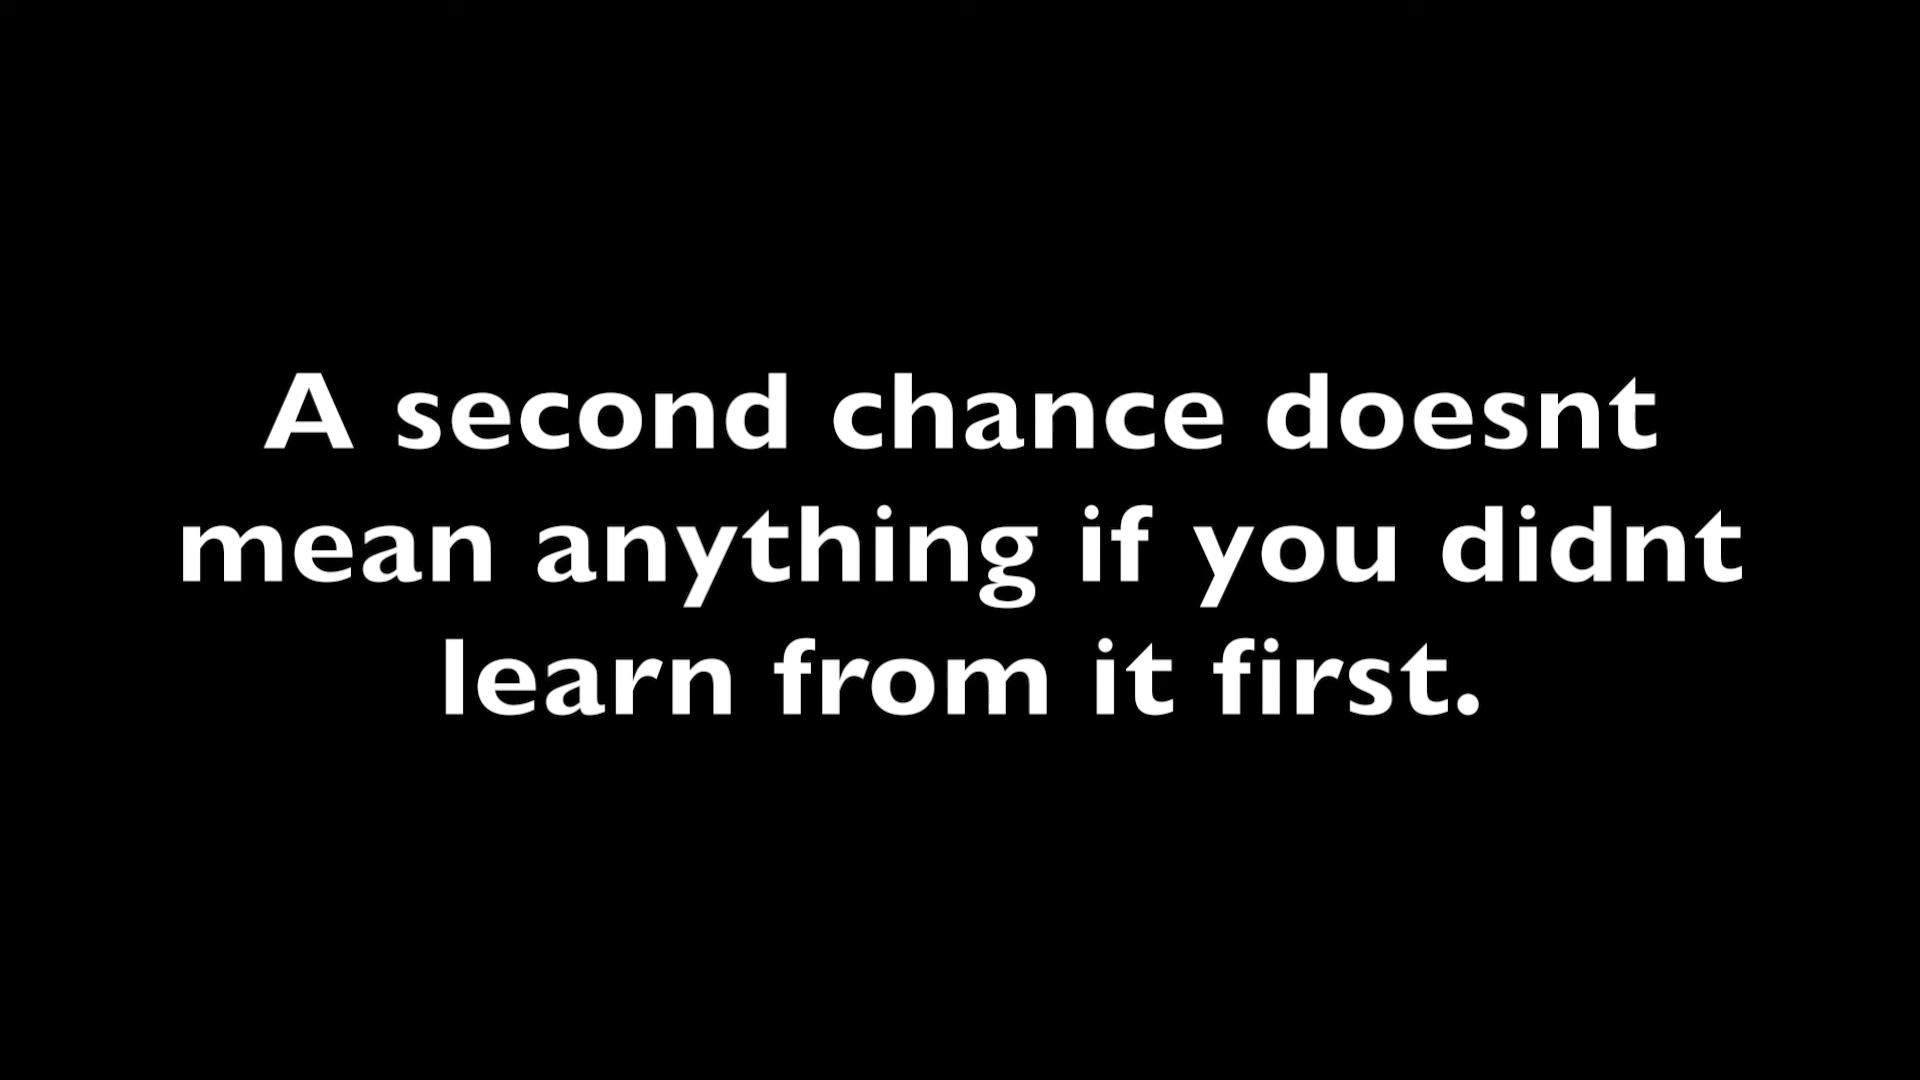 A second chance doesnt
mean anything if you didnt
learn from it first.